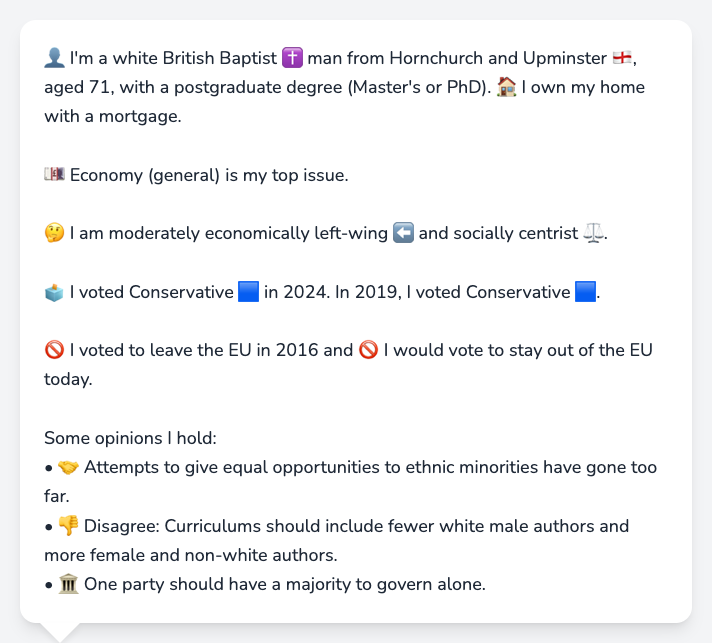 👤 I'm a white British Baptist ✝️ man from Hornchurch and Upminster 🏴󠁧󠁢󠁥󠁮󠁧󠁿,
aged 71, with a postgraduate degree (Master's or PhD). 🏠 I own my home
with a mortgage.
💷 Economy (general) is my top issue.
🤔 I am moderately economically left-wing ⬅️ and socially centrist ⚖️.
🗳️ I voted Conservative 🟦 in 2024. In 2019, I voted Conservative 🟦.
🚫 I voted to leave the EU in 2016 and 🚫 I would vote to stay out of the EU
today.
Some opinions I hold:
• 🤝 Attempts to give equal opportunities to ethnic minorities have gone too
far.
• 👎 Disagree: Curriculums should include fewer white male authors and
more female and non-white authors.
• 🏛️ One party should have a majority to govern alone.